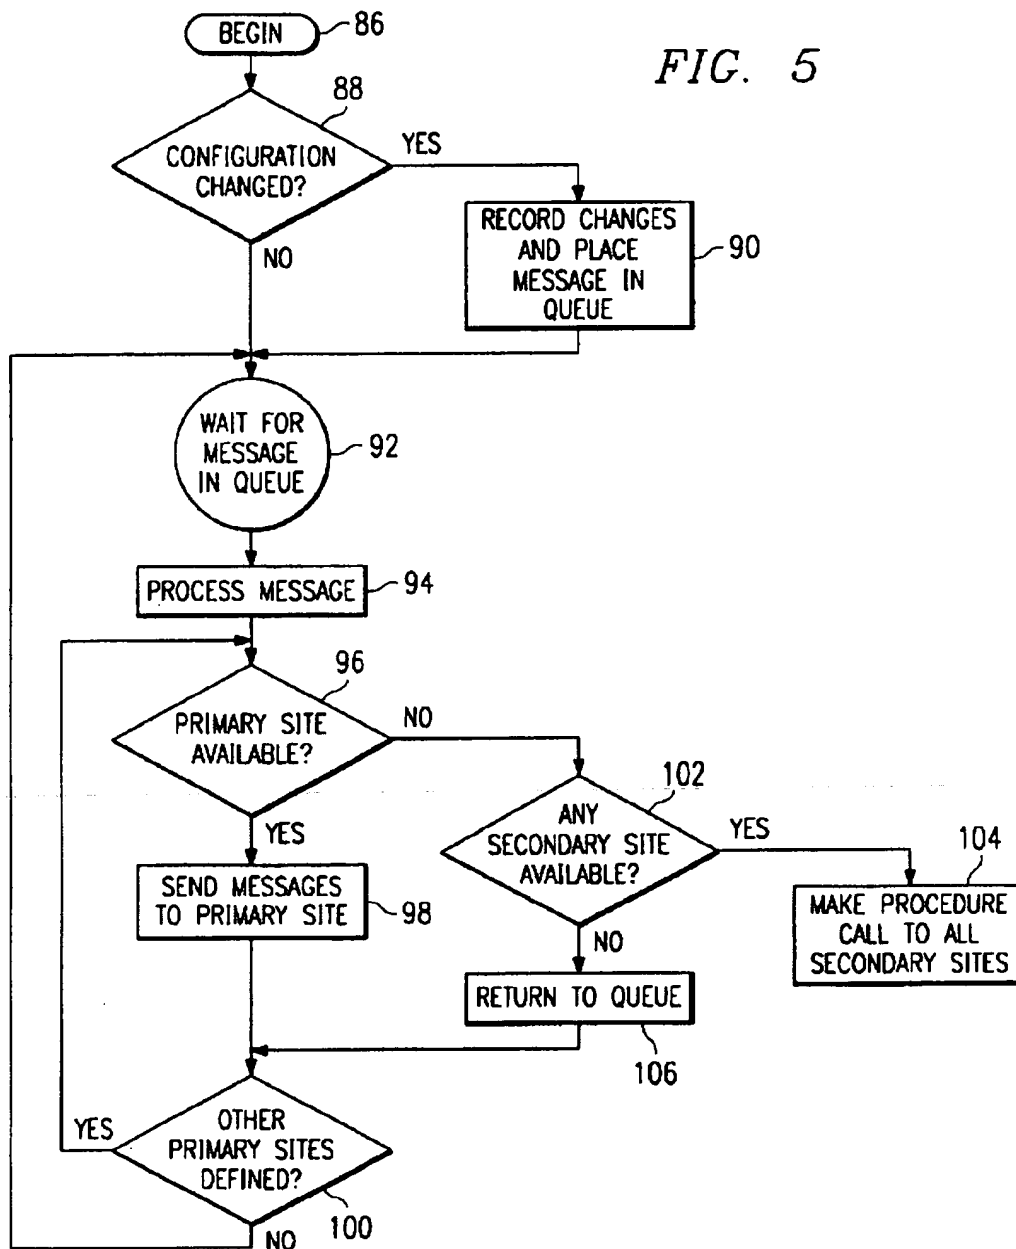 BEGIN
86
FIG. 5
88
CONFIGURATION
CHANGED?
YES
NO
RECORD CHANGES
AND PLACE
MESSAGE IN
QUEUE
90
WAIT FOR
MESSAGE
IN QUEUE
92
PROCESS MESSAGE
94
96
PRIMARY SITE
AVAILABLE?
NO
YES
102
ANY
SECONDARY SITE
AVAILABLE?
YES
NO
104
MAKE PROCEDURE
CALL TO ALL
SECONDARY SITES
SEND MESSAGES
TO PRIMARY SITE
98
RETURN TO QUEUE
106
OTHER
PRIMARY SITES
DEFINED?
YES
100
NO